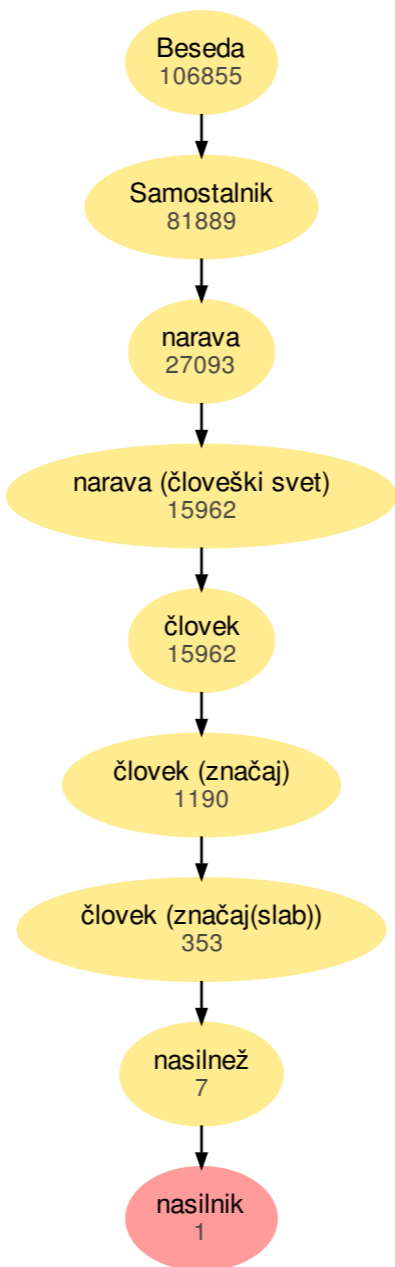 Beseda
106855
Samostalnik
81889
narava
27093
narava (človeški svet)
15962
človek
15962
človek (značaj)
1190
človek (značaj(slab))
353
nasilnež
7
nasilnik
1